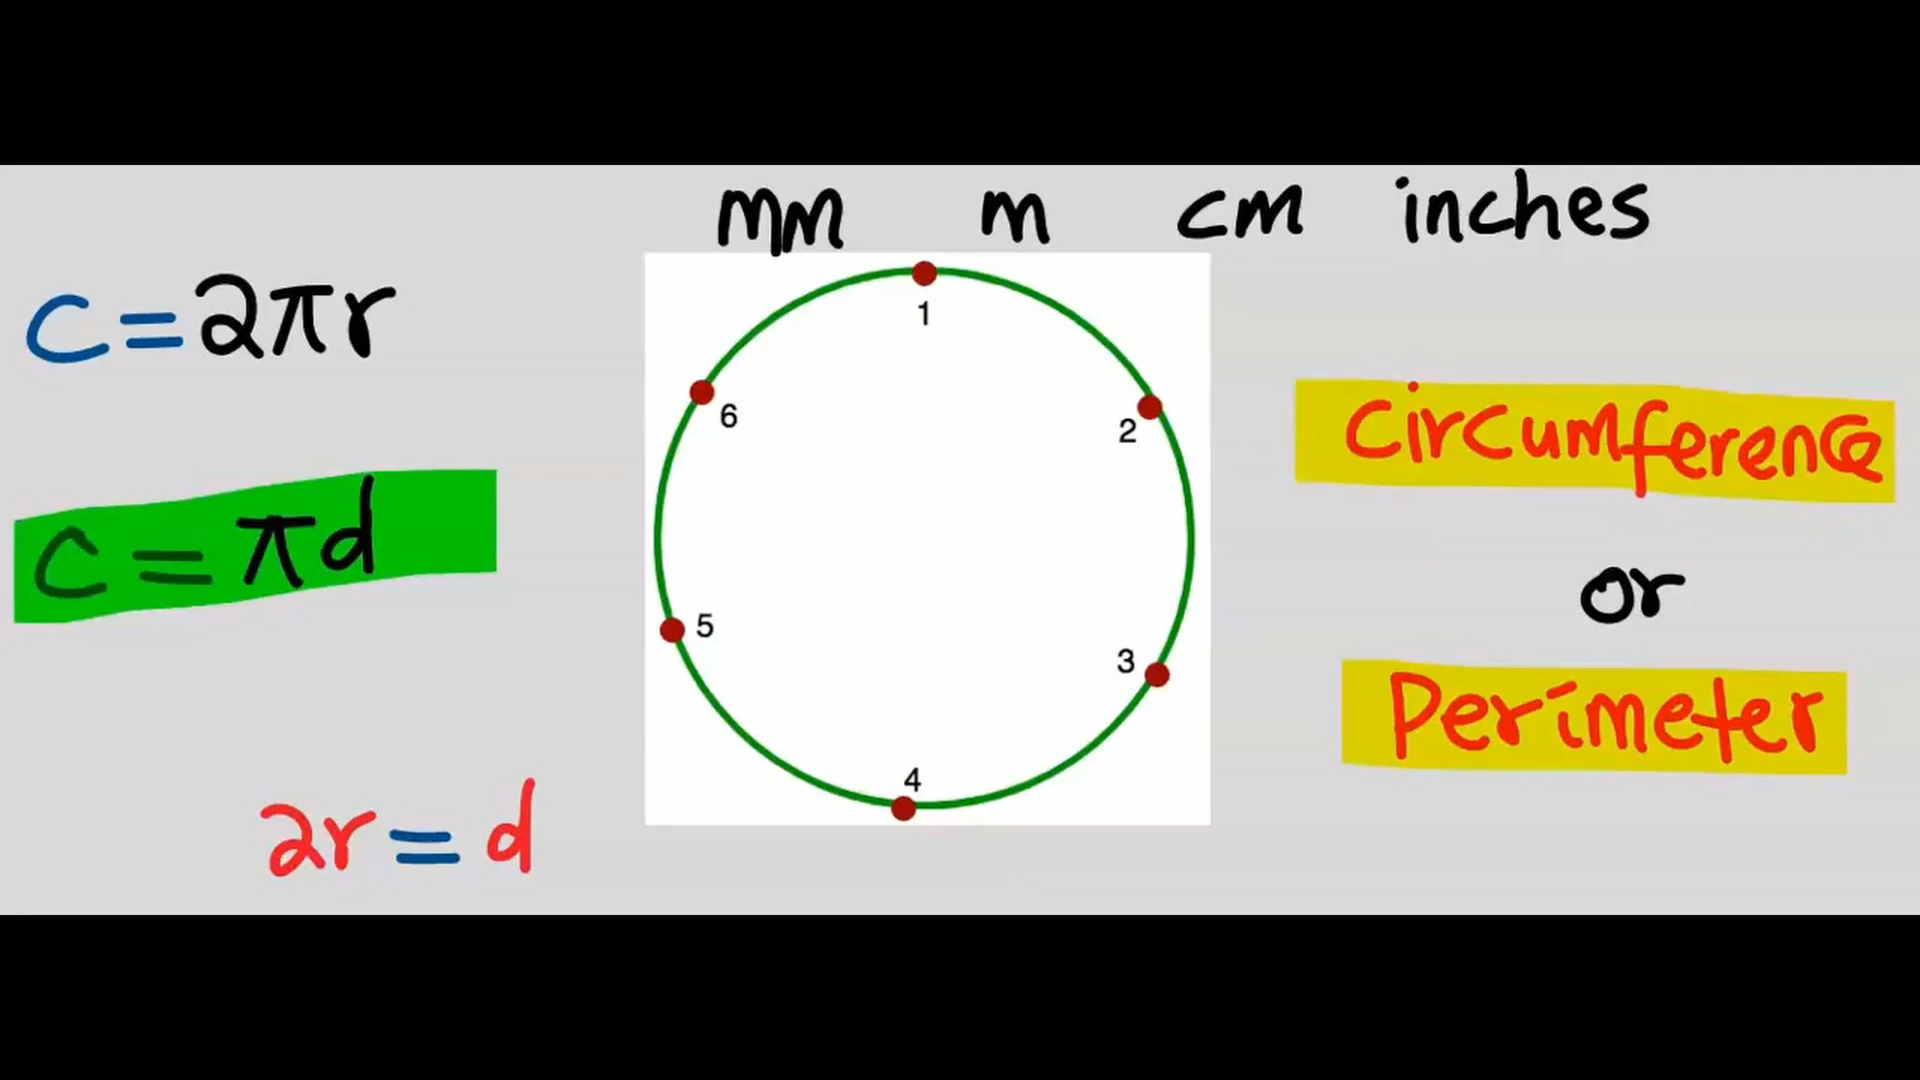 mm m cm inches
C=2πr
1
6
2
Circumference
C=πd
or
5
3
Perimeter
4
2r=d